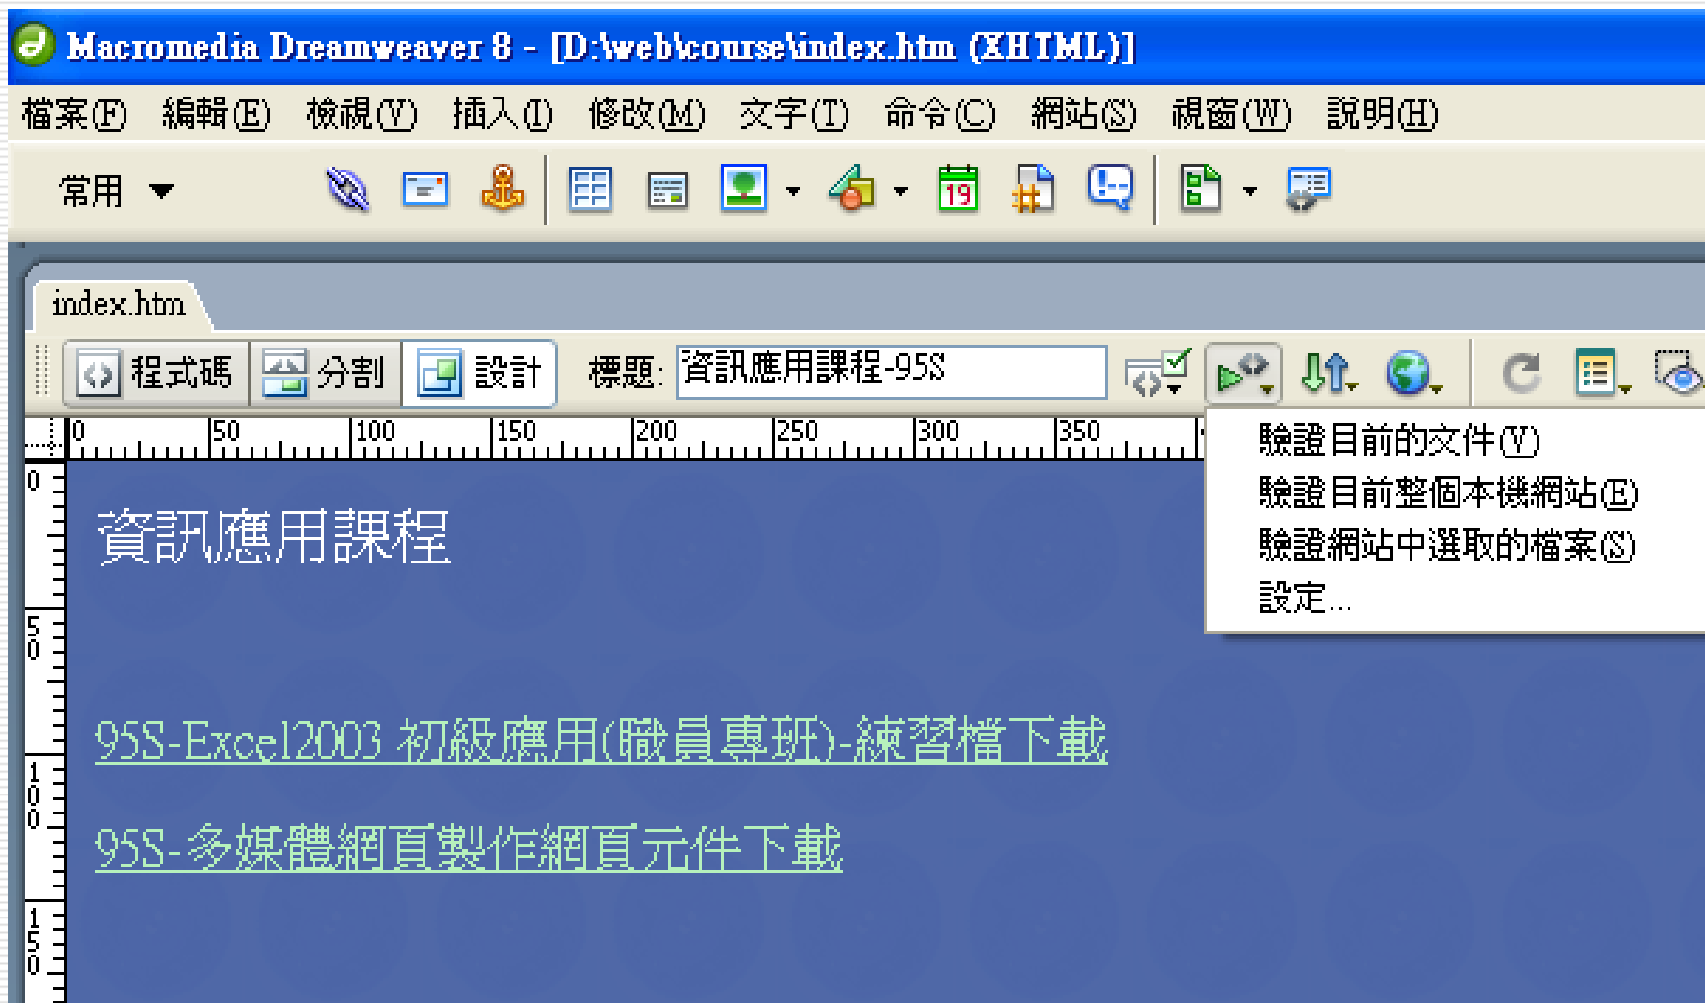 Macromedia Dreamweaver 8 - [D:\web\course\index.htm (XHTML)]
檔案(F) 編輯(E) 檢視(V) 插入(I) 修改(M) 文字(T) 命令(C) 網站(S) 視窗(W) 說明(H)
常用
19
index.htm
程式碼 分割 設計 標題: 資訊應用課程-95S
0 50 100 150 200 250 300 350
驗證目前的文件(V)
驗證目前整個本機網站(E)
驗證網站中選取的檔案(S)
設定...
0
50
100
150
資訊應用課程
95S-Excel2003 初級應用(職員專班)-練習檔下載
95S-多媒體網頁製作網頁元件下載